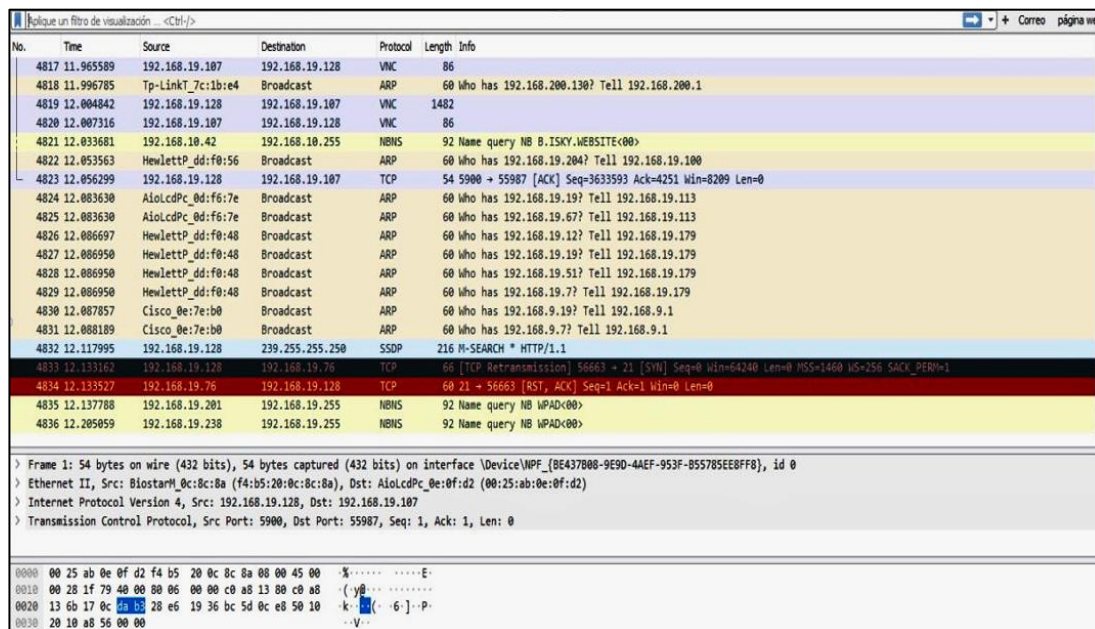 Aplique un filtro de visualización ... <Ctrl-/> + Correo página we
No. Time Source Destination Protocol Length Info
4817 11.965589 192.168.19.107 192.168.19.128 VNC 86
4818 11.996785 Tp-LinkT_7c:1b:e4 Broadcast ARP 60 Who has 192.168.200.130? Tell 192.168.200.1
4819 12.004842 192.168.19.128 192.168.19.107 VNC 1482
4820 12.007316 192.168.19.107 192.168.19.128 VNC 86
4821 12.033681 192.168.10.42 192.168.10.255 NBNS 92 Name query NB B.ISKY.WEBSITE<00>
4822 12.053563 HewlettP_dd:f0:56 Broadcast ARP 60 Who has 192.168.19.204? Tell 192.168.19.100
4823 12.056299 192.168.19.128 192.168.19.107 TCP 54 5900 → 55987 [ACK] Seq=3633593 Ack=4251 Win=8209 Len=0
4824 12.083630 AioLcdPc_0d:f6:7e Broadcast ARP 60 Who has 192.168.19.19? Tell 192.168.19.113
4825 12.083630 AioLcdPc_0d:f6:7e Broadcast ARP 60 Who has 192.168.19.67? Tell 192.168.19.113
4826 12.086697 HewlettP_dd:f0:48 Broadcast ARP 60 Who has 192.168.19.12? Tell 192.168.19.179
4827 12.086950 HewlettP_dd:f0:48 Broadcast ARP 60 Who has 192.168.19.19? Tell 192.168.19.179
4828 12.086950 HewlettP_dd:f0:48 Broadcast ARP 60 Who has 192.168.19.51? Tell 192.168.19.179
4829 12.086950 HewlettP_dd:f0:48 Broadcast ARP 60 Who has 192.168.19.7? Tell 192.168.19.179
4830 12.087857 Cisco_0e:7e:b0 Broadcast ARP 60 Who has 192.168.9.19? Tell 192.168.9.1
4831 12.088189 Cisco_0e:7e:b0 Broadcast ARP 60 Who has 192.168.9.7? Tell 192.168.9.1
4832 12.117995 192.168.19.128 239.255.255.250 SSDP 216 M-SEARCH * HTTP/1.1
4833 12.133162 192.168.19.128 192.168.19.76 TCP 66 [TCP Retransmission] 56663 → 21 [SYN] Seq=0 Win=64240 Len=0 MSS=1460 WS=256 SACK_PERM=1
4834 12.133527 192.168.19.76 192.168.19.128 TCP 60 21 → 56663 [RST, ACK] Seq=1 Ack=1 Win=0 Len=0
4835 12.137788 192.168.19.201 192.168.19.255 NBNS 92 Name query NB WPAD<00>
4836 12.205059 192.168.19.238 192.168.19.255 NBNS 92 Name query NB WPAD<00>
> Frame 1: 54 bytes on wire (432 bits), 54 bytes captured (432 bits) on interface \Device\NPF_{BE437B08-9E9D-4AEF-953F-B55785EE8FF8}, id 0
> Ethernet II, Src: BiostarM_0c:8c:8a (f4:b5:20:0c:8c:8a), Dst: AioLcdPc_0e:0f:d2 (00:25:ab:0e:0f:d2)
> Internet Protocol Version 4, Src: 192.168.19.128, Dst: 192.168.19.107
> Transmission Control Protocol, Src Port: 5900, Dst Port: 55987, Seq: 1, Ack: 1, Len: 0
0000 00 25 ab 0e 0f d2 f4 b5 20 0c 8c 8a 08 00 45 00 ·%······ ·····E·
0010 00 28 1f 79 40 00 80 06 00 00 c0 a8 13 80 c0 a8 ·(·y@··· ········
0020 13 6b 17 0c da b3 28 e6 19 36 bc 5d 0c e8 50 10 ·k····(· ·6·]··P·
0030 20 10 a8 56 00 00 ··V··